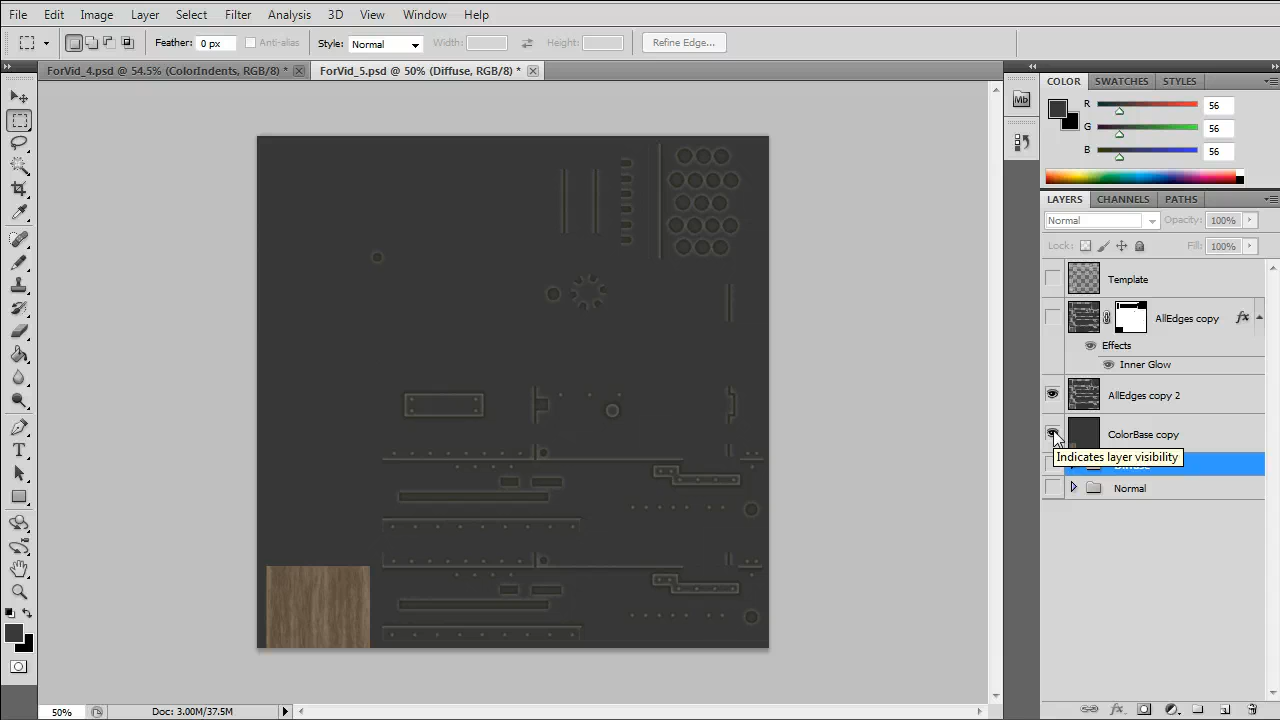 File Edit Image Layer Select Filter Analysis 3D View Window Help
Feather: 0 px Anti-alias Style: Normal Width: Height: Refine Edge...
ForVid_4.psd @ 54.5% (ColorIndents, RGB/8) * ForVid_5.psd @ 50% (Diffuse, RGB/8) *
COLOR SWATCHES STYLES
Mb
R 56
G 56
B 56
LAYERS CHANNELS PATHS
Normal Opacity: 100%
Lock: Fill: 100%
Template
AllEdges copy fx
Effects
Inner Glow
AllEdges copy 2
ColorBase copy
Indicates layer visibility
Diffuse
Normal
50% Doc: 3.00M/37.5M